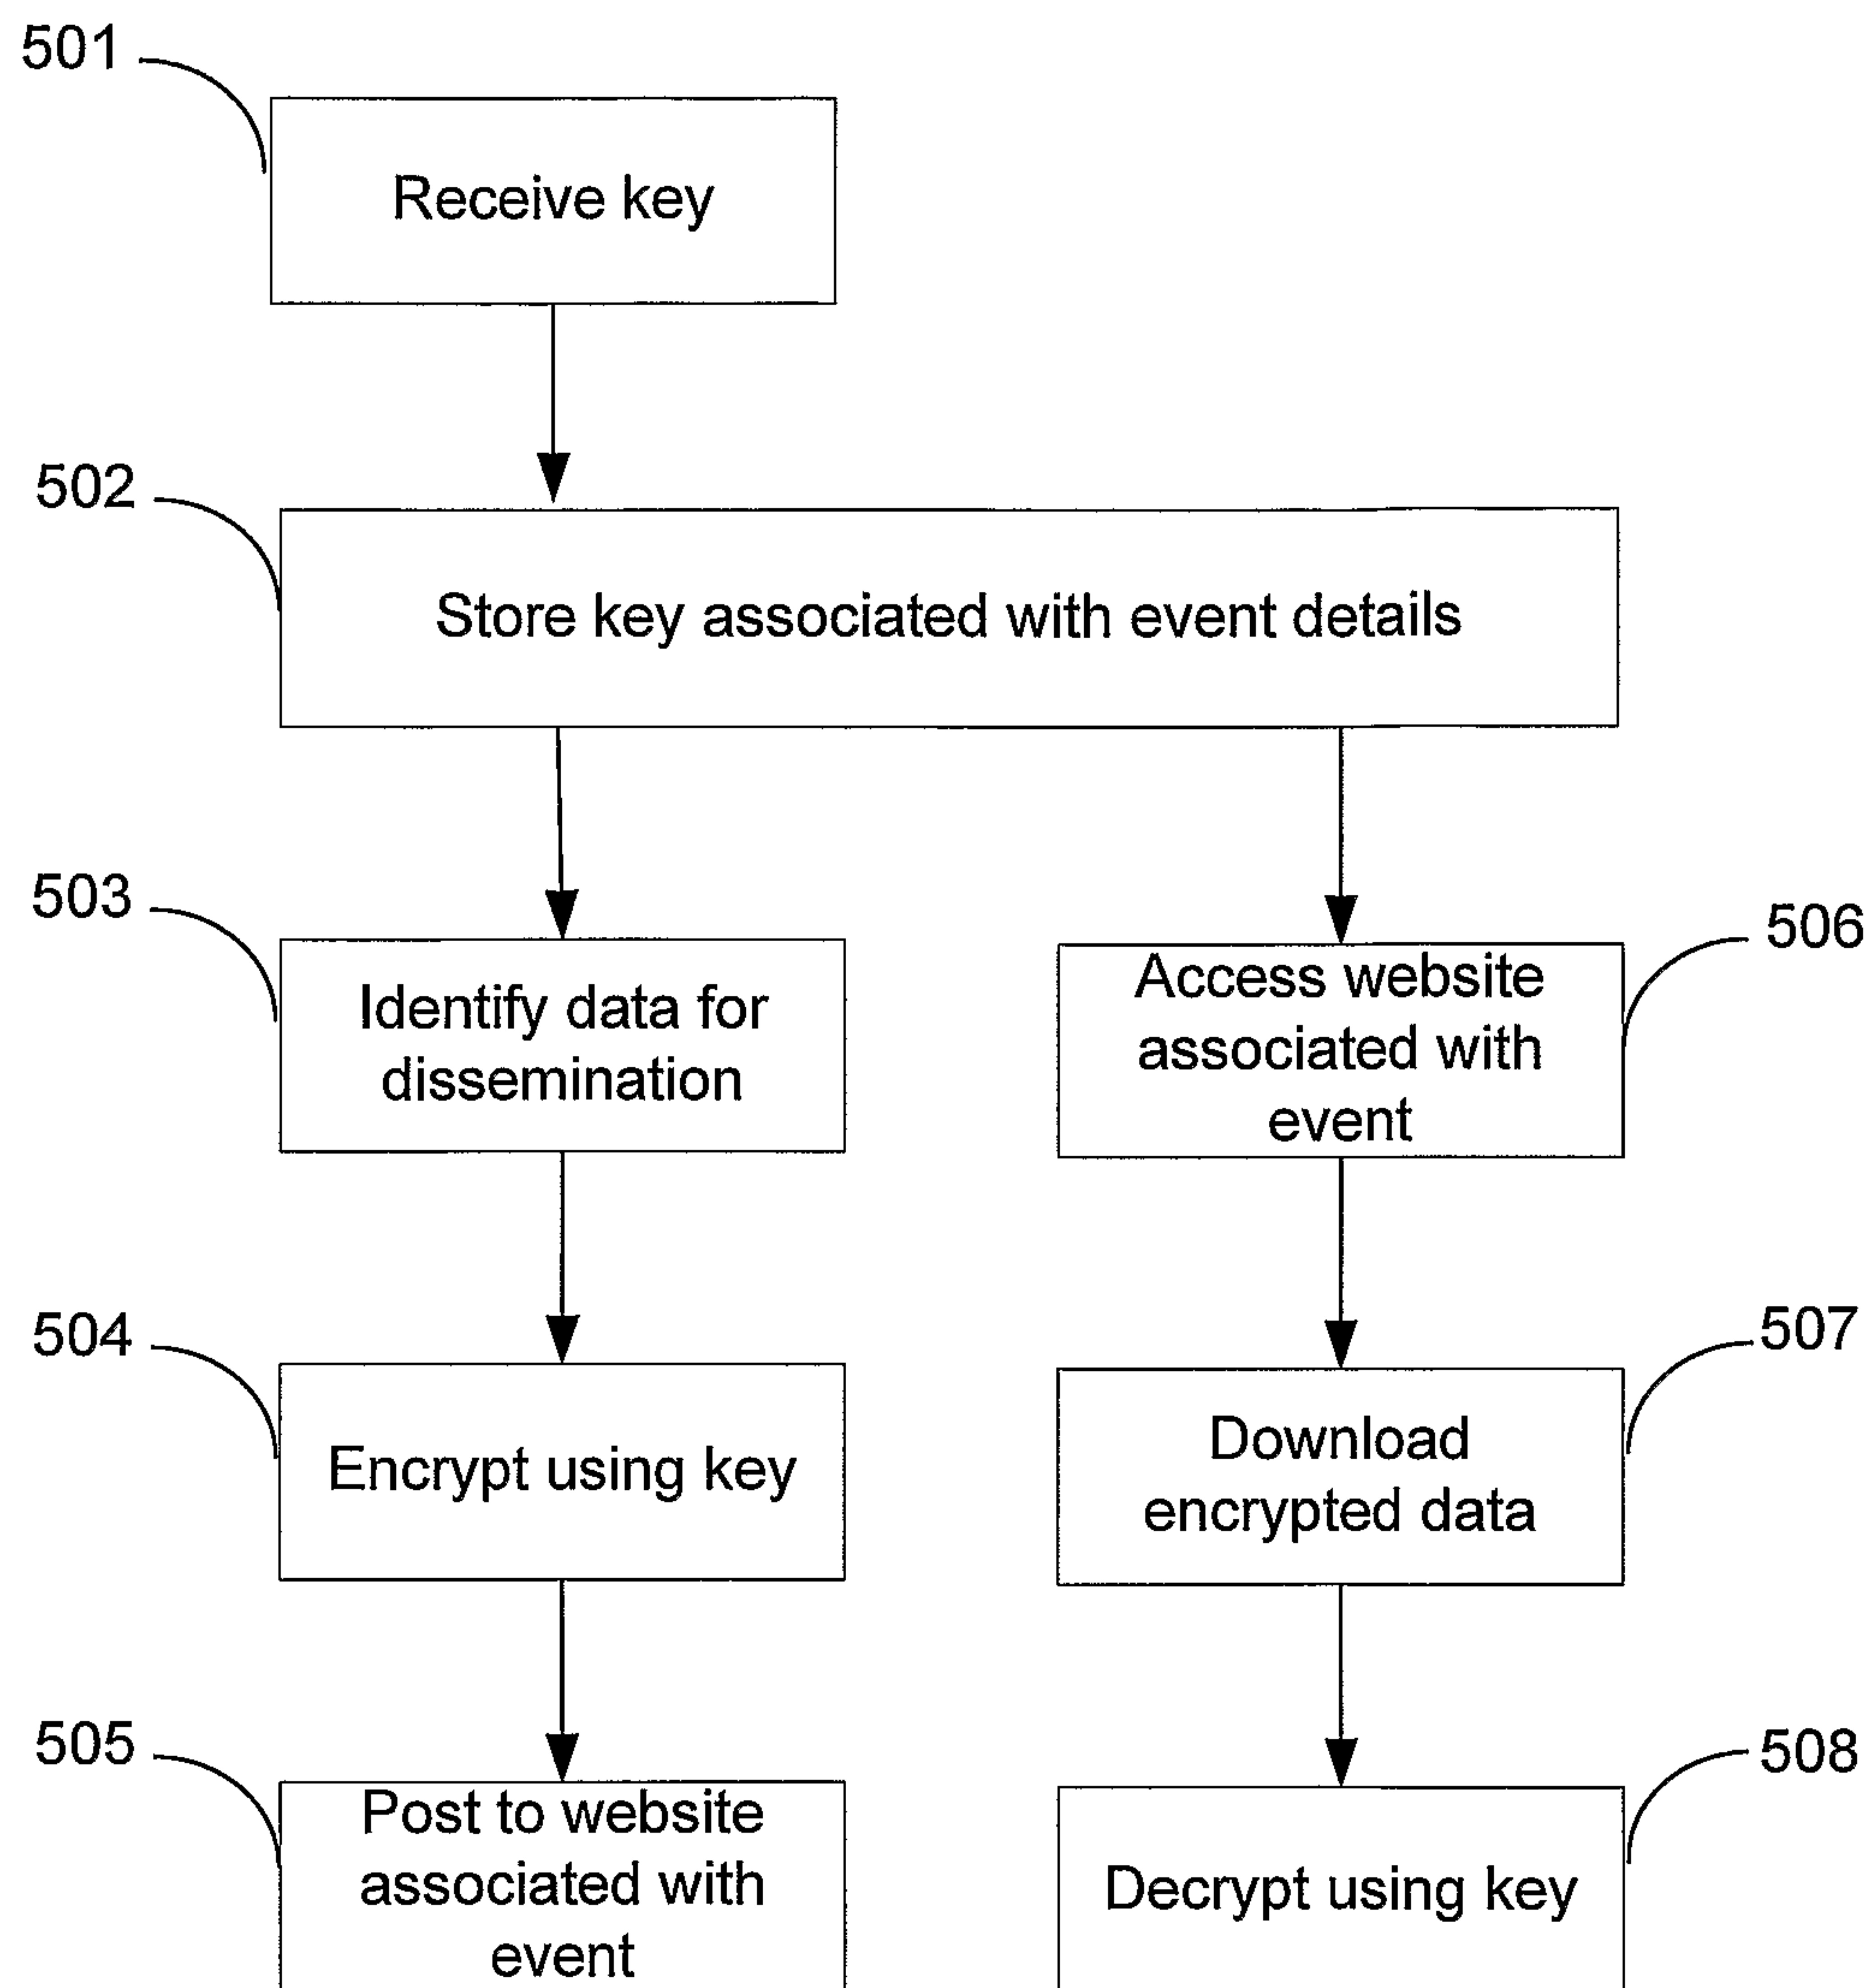 501
Receive key
502
Store key associated with event details
503
Identify data for
dissemination
506
Access website
associated with
event
504
Encrypt using key
507
Download
encrypted data
505
Post to website
associated with
event
508
Decrypt using key